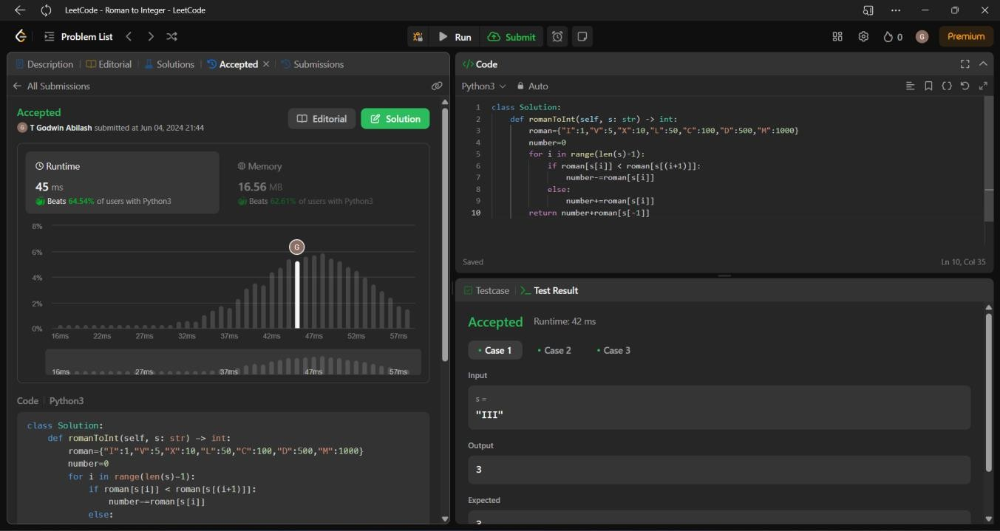 LeetCode - Roman to Integer - LeetCode
Problem List
Run
Submit
0
G
Premium
Description
Editorial
Solutions
Accepted
Submissions
All Submissions
Accepted
G T Godwin Abilash submitted at Jun 04, 2024 21:44
Editorial
Solution
Runtime
45 ms
Beats 64.54% of users with Python3
Memory
16.56 MB
Beats 62.61% of users with Python3
8%
6%
4%
2%
0%
G
16ms 22ms 27ms 32ms 37ms 42ms 47ms 52ms 57ms
16ms 27ms 37ms 47ms 57ms
Code | Python3
class Solution:
    def romanToInt(self, s: str) -> int:
        roman={"I":1,"V":5,"X":10,"L":50,"C":100,"D":500,"M":1000}
        number=0
        for i in range(len(s)-1):
            if roman[s[i]] < roman[s[(i+1)]]:
                number-=roman[s[i]]
            else:
</> Code
Python3
Auto
1 class Solution:
2     def romanToInt(self, s: str) -> int:
3         roman={"I":1,"V":5,"X":10,"L":50,"C":100,"D":500,"M":1000}
4         number=0
5         for i in range(len(s)-1):
6             if roman[s[i]] < roman[s[(i+1)]]:
7                 number-=roman[s[i]]
8             else:
9                 number+=roman[s[i]]
10         return number+roman[s[-1]]
Saved
Ln 10, Col 35
Testcase
>_ Test Result
Accepted Runtime: 42 ms
• Case 1 • Case 2 • Case 3
Input
s =
"III"
Output
3
Expected
3